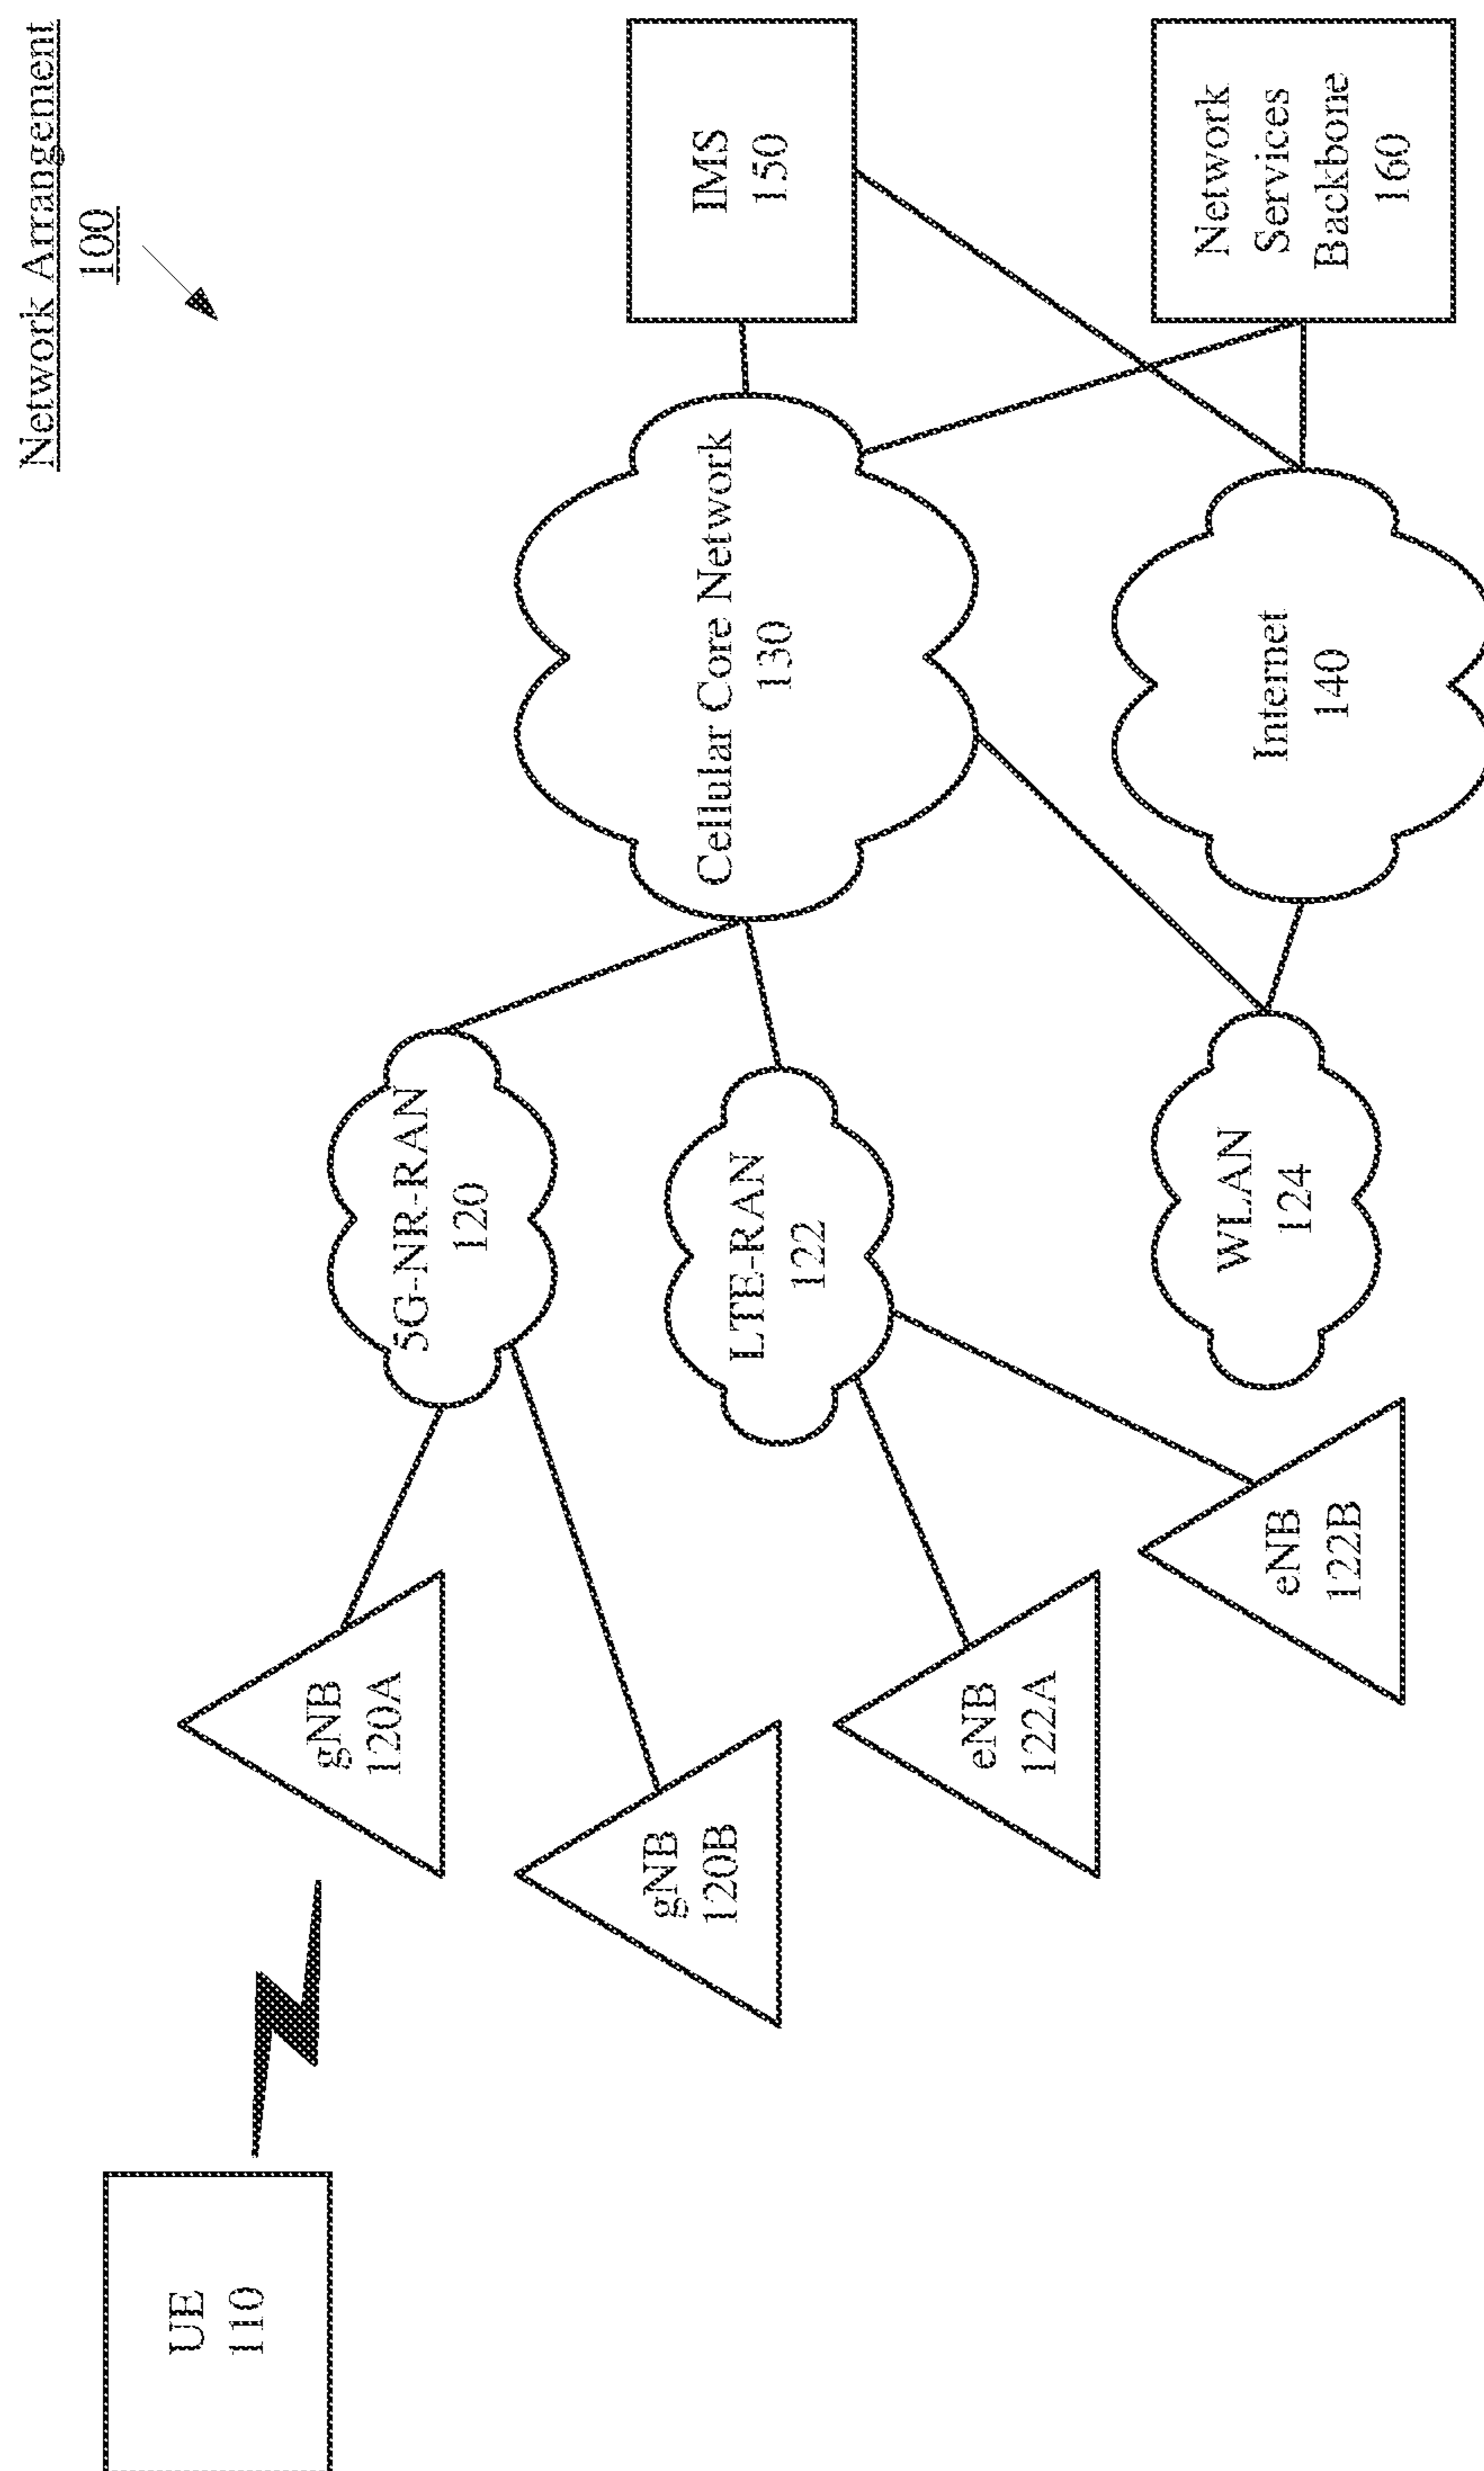 Network Arrangement
100
UE
110
gNB
120A
gNB
120B
eNB
122A
eNB
122B
5G-NR-RAN
120
LTE-RAN
122
WLAN
124
Cellular Core Network
130
Internet
140
IMS
150
Network
Services
Backbone
160